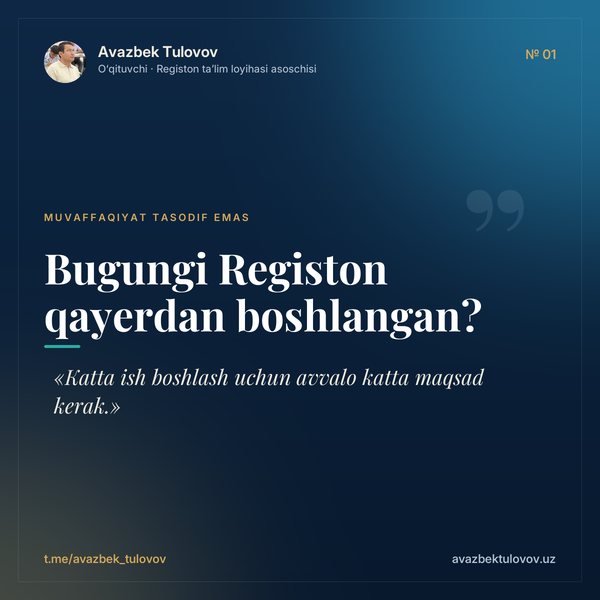 Avazbek Tulovov
O‘qituvchi · Registon ta’lim loyihasi asoschisi
№ 01
MUVAFFAQIYAT TASODIF EMAS
”
Bugungi Registon
qayerdan boshlangan?
«Katta ish boshlash uchun avvalo katta maqsad
kerak.»
t.me/avazbek_tulovov
avazbektulovov.uz